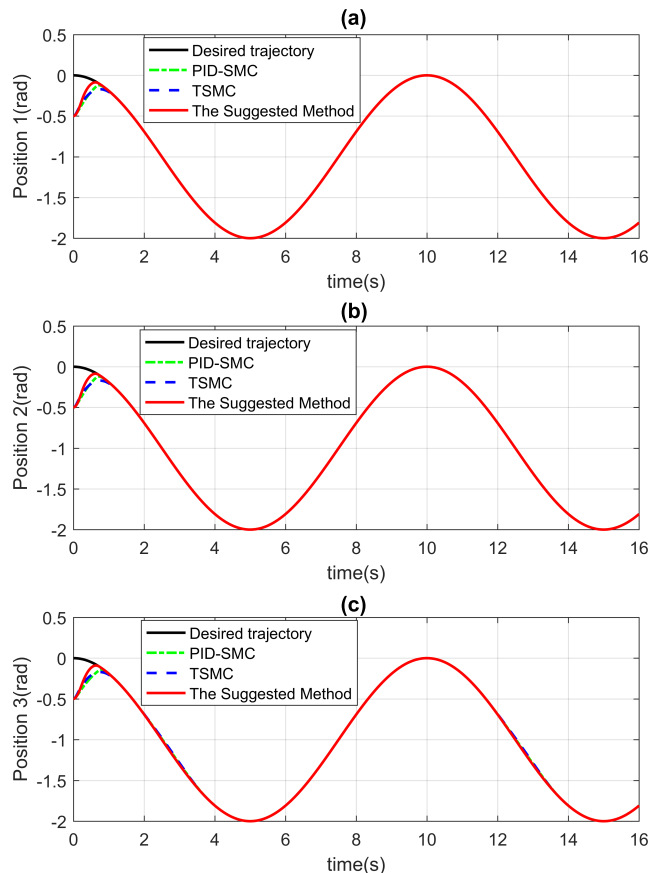 (a)
0.5
0
-0.5
-1
-1.5
-2
Position 1(rad)
Desired trajectory
PID-SMC
TSMC
The Suggested Method
0 2 4 6 8 10 12 14 16
time(s)
(b)
0.5
0
-0.5
-1
-1.5
-2
Position 2(rad)
Desired trajectory
PID-SMC
TSMC
The Suggested Method
0 2 4 6 8 10 12 14 16
time(s)
(c)
0.5
0
-0.5
-1
-1.5
-2
Position 3(rad)
Desired trajectory
PID-SMC
TSMC
The Suggested Method
0 2 4 6 8 10 12 14 16
time(s)